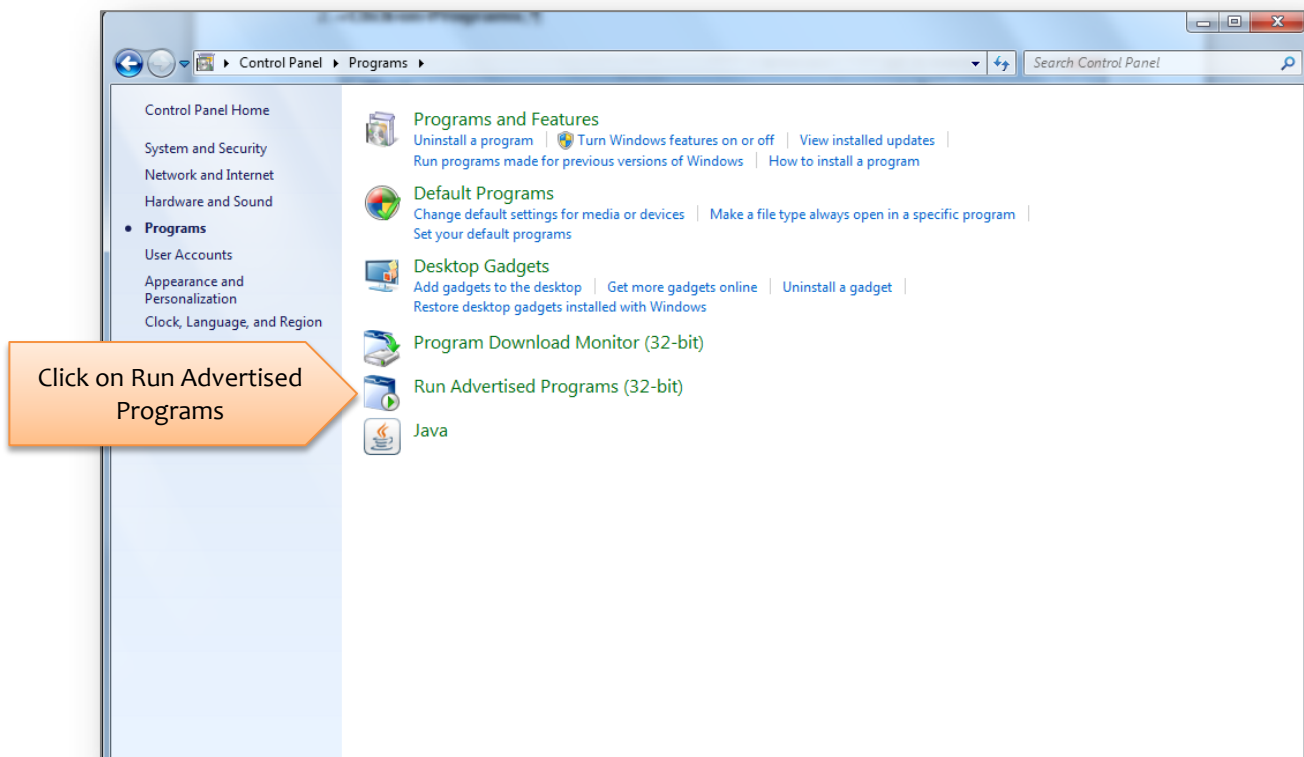 2. Click on Programs.¶
Control Panel Programs
Search Control Panel
Control Panel Home
System and Security
Network and Internet
Hardware and Sound
Programs
User Accounts
Appearance and
Personalization
Clock, Language, and Region
Programs and Features
Uninstall a program Turn Windows features on or off View installed updates
Run programs made for previous versions of Windows How to install a program
Default Programs
Change default settings for media or devices Make a file type always open in a specific program
Set your default programs
Desktop Gadgets
Add gadgets to the desktop Get more gadgets online Uninstall a gadget
Restore desktop gadgets installed with Windows
Program Download Monitor (32-bit)
Run Advertised Programs (32-bit)
Java
Click on Run Advertised
Programs